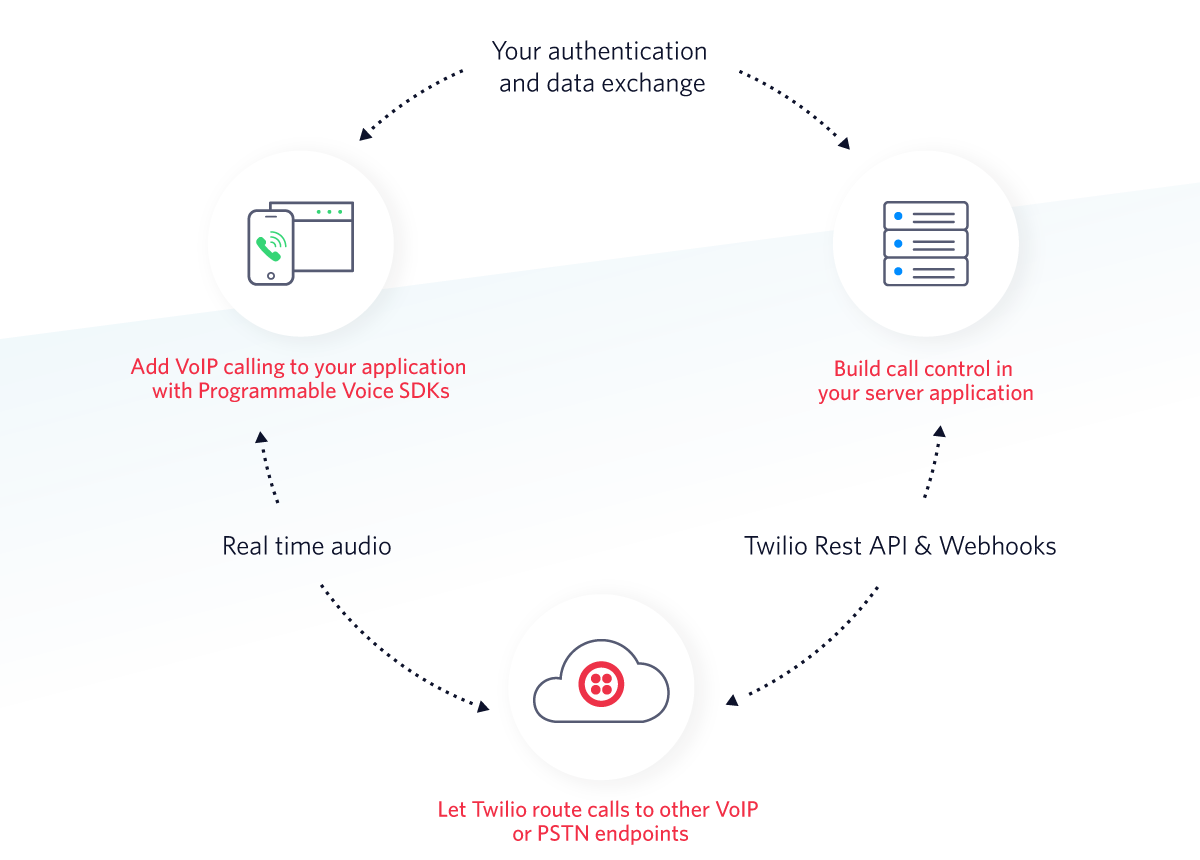 Your authentication
and data exchange
Add VoIP calling to your application
with Programmable Voice SDKs
Build call control in
your server application
Real time audio
Twilio Rest API & Webhooks
Let Twilio route calls to other VoIP
or PSTN endpoints